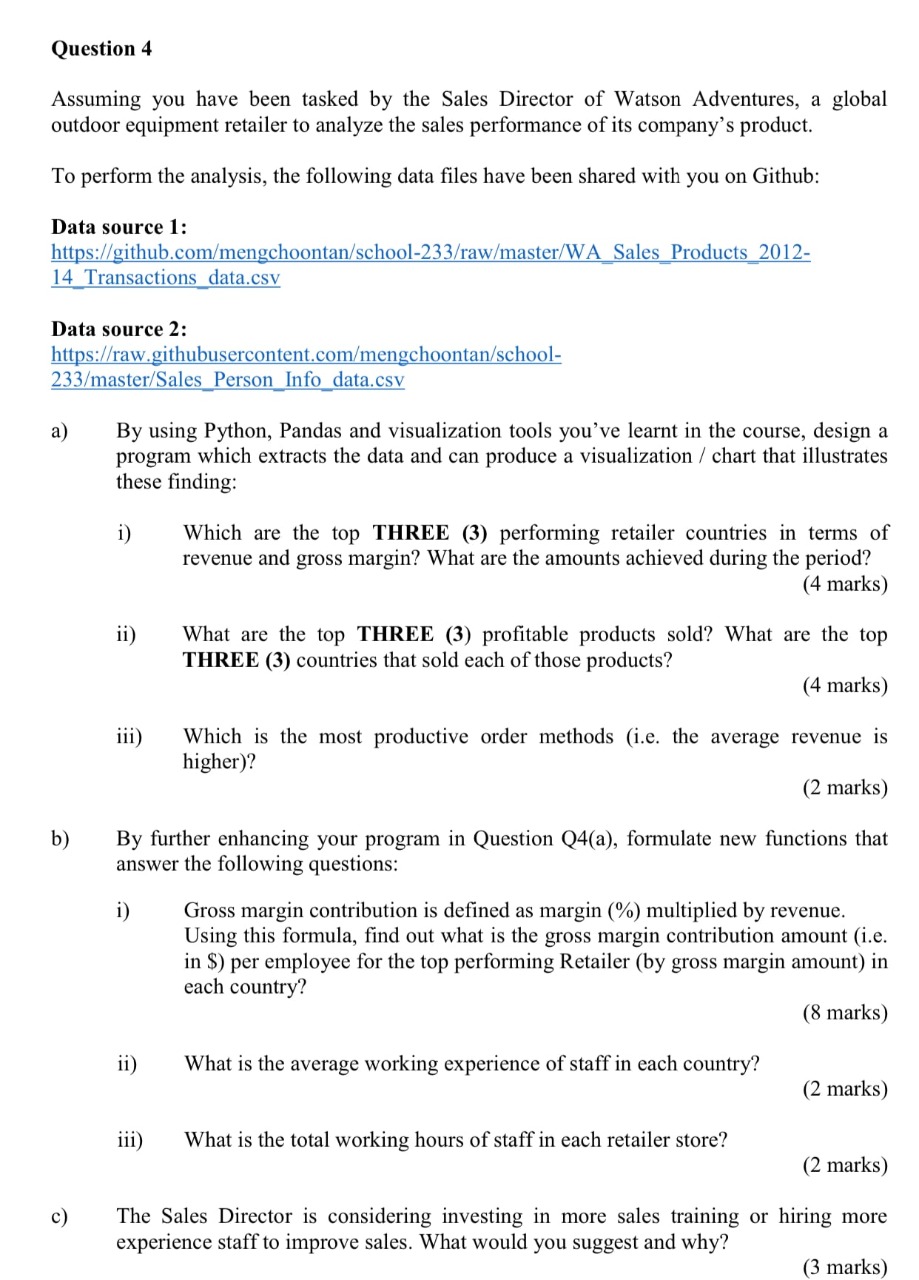 Question 4
Assuming you have been tasked by the Sales Director of Watson Adventures, a global
outdoor equipment retailer to analyze the sales performance of its company's product.
To perform the analysis, the following data files have been shared with you on Github:
Data source 1:
https://github.com/mengchoontan/school-233/raw/master/WA_Sales_Products_2012-
14_Transactions_data.csv
Data source 2:
https://raw.githubusercontent.com/mengchoontan/school-
233/master/Sales_Person_Info_data.csv
a) By using Python, Pandas and visualization tools you've learnt in the course, design a
program which extracts the data and can produce a visualization / chart that illustrates
these finding:
i) Which are the top THREE (3) performing retailer countries in terms of
revenue and gross margin? What are the amounts achieved during the period?
(4 marks)
ii) What are the top THREE (3) profitable products sold? What are the top
THREE (3) countries that sold each of those products?
(4 marks)
iii) Which is the most productive order methods (i.e. the average revenue is
higher)?
(2 marks)
b) By further enhancing your program in Question Q4(a), formulate new functions that
answer the following questions:
i) Gross margin contribution is defined as margin (%) multiplied by revenue.
Using this formula, find out what is the gross margin contribution amount (i.e.
in $) per employee for the top performing Retailer (by gross margin amount) in
each country?
(8 marks)
ii) What is the average working experience of staff in each country?
(2 marks)
iii) What is the total working hours of staff in each retailer store?
(2 marks)
c) The Sales Director is considering investing in more sales training or hiring more
experience staff to improve sales. What would you suggest and why?
(3 marks)